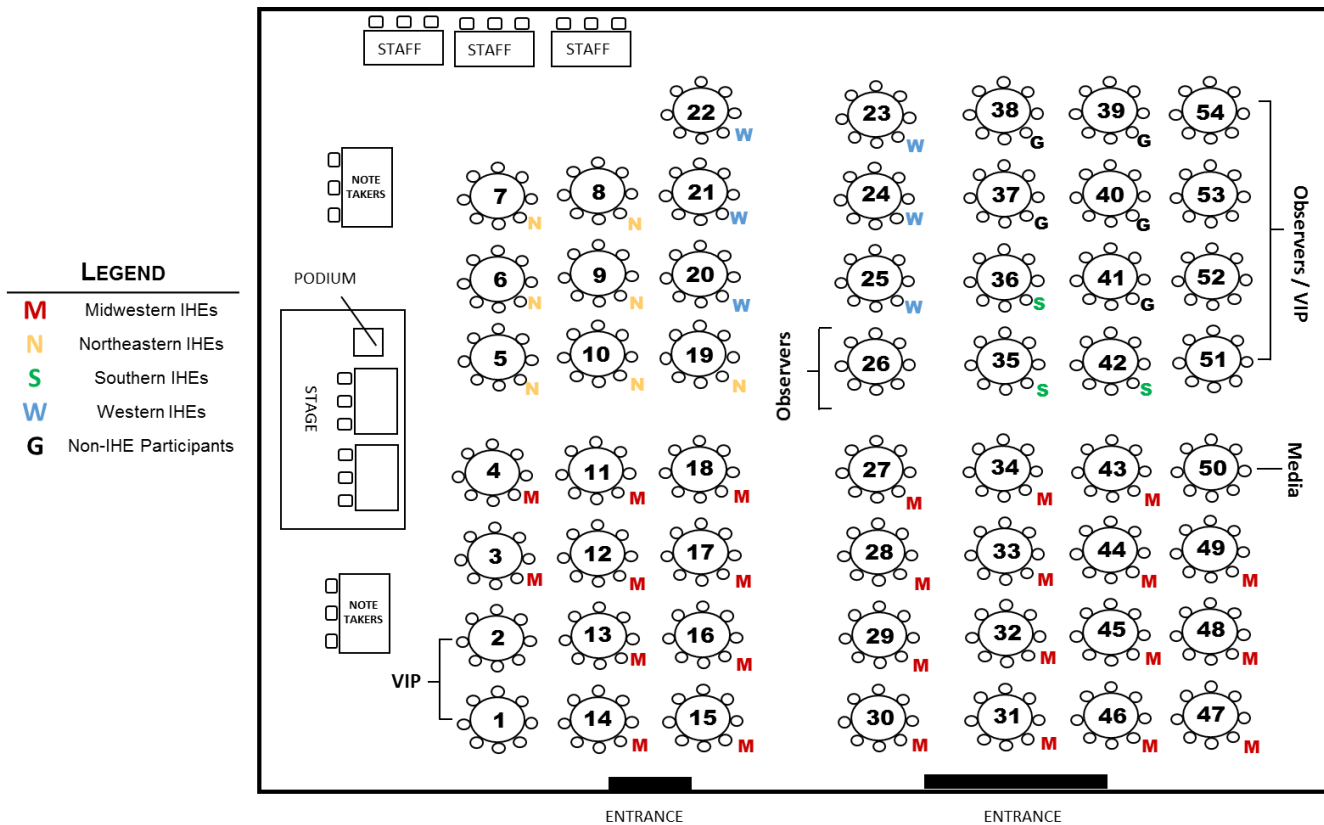 STAFF STAFF STAFF
22 23 38 39 54
W W G G
NOTE
TAKERS
7 8 21 24 37 40 53
N N W W G G
Observers / VIP
LEGEND
M Midwestern IHEs
N Northeastern IHEs
S Southern IHEs
W Western IHEs
G Non-IHE Participants
PODIUM
6 9 20 25 36 41 52
N N W W S G
STAGE
5 10 19 26 35 42 51
N N N S S
Observers
4 11 18 27 34 43 50
M M M M M M
Media
3 12 17 28 33 44 49
M M M M M M M
NOTE
TAKERS
2 13 16 29 32 45 48
M M M M M M
VIP
1 14 15 30 31 46 47
M M M M M M
ENTRANCE ENTRANCE